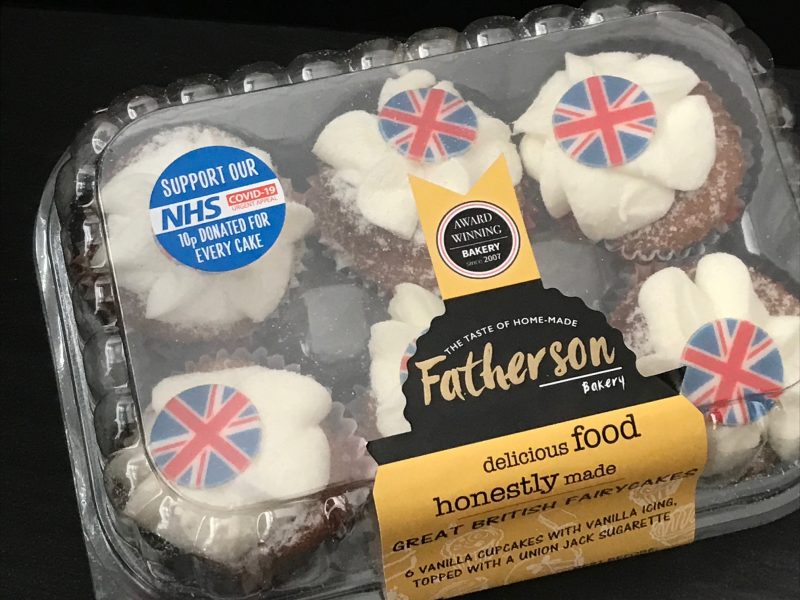 SUPPORT OUR
NHS COVID-19
URGENT APPEAL
10p DONATED FOR
EVERY CAKE
AWARD
WINNING
BAKERY
since 2007
THE TASTE OF HOME-MADE
Fatherson
Bakery
delicious food
honestly made
GREAT BRITISH FAIRYCAKES
6 VANILLA CUPCAKES WITH VANILLA ICING,
TOPPED WITH A UNION JACK SUGARETTE